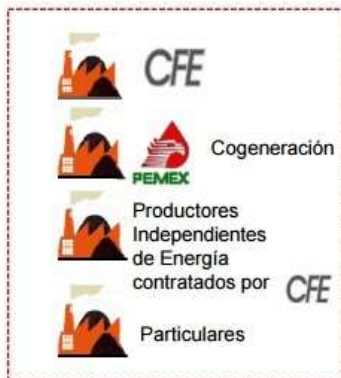 CFE
PEMEX
Cogeneración
Productores
Independientes
de Energía
contratados por CFE
Particulares